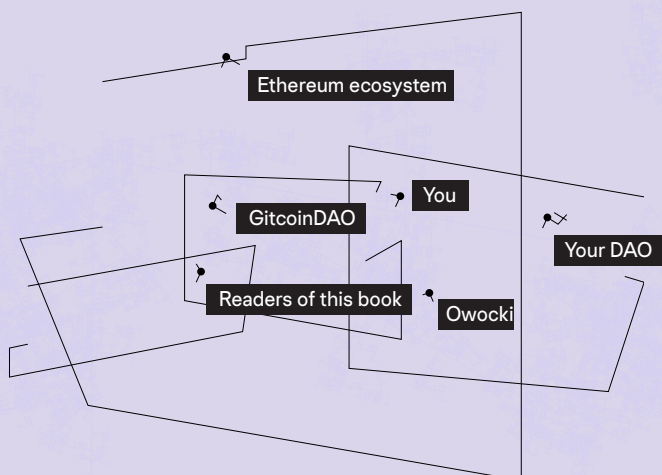 Ethereum ecosystem
You
GitcoinDAO
Your DAO
Readers of this book
Owocki